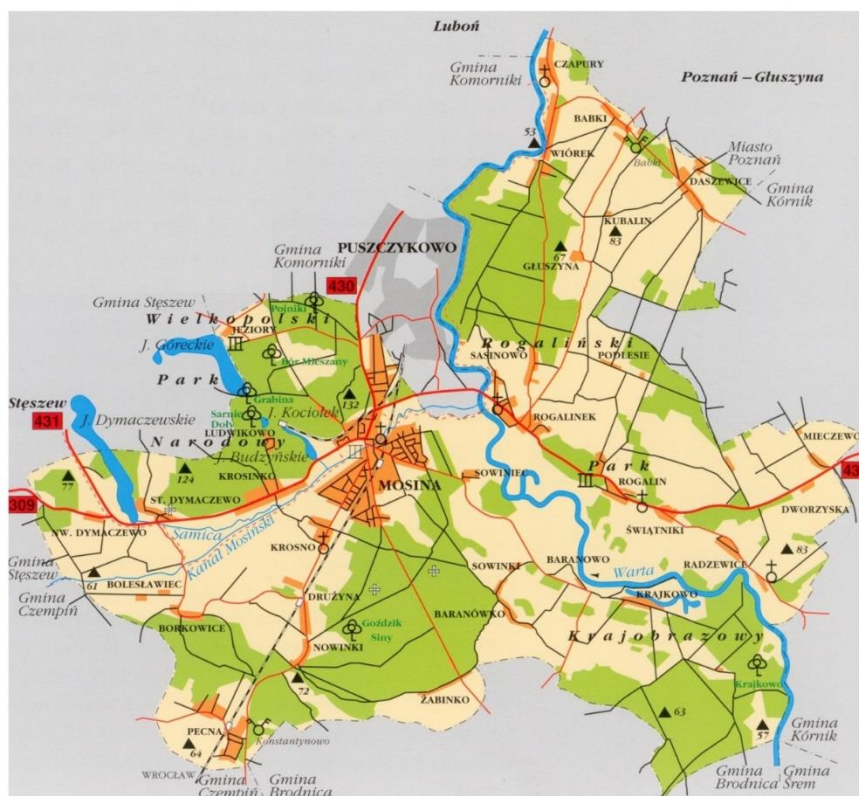 Luboń
Gmina
Komorniki
CZAPURY
Poznań – Głuszyna
BABKI
53
WIÓREK
Babki
Miasto
Poznań
DASZEWICE
Gmina
Kórnik
KUBALIN
83
67
GŁUSZYNA
PUSZCZYKOWO
Gmina
Komorniki
430
Gmina Stęszew
Pojniki
Wielkopolski
JEZIORY
J. Góreckie
Bór Mieszany
Rogaliński
SASINOWO
PODLESIE
Park
Grabina
132
Stęszew
431
J. Dymaczewskie
Sarnie
Doły
J. Kociołek
LUDWIKOWO
Narodowy
J. Budzyńskie
ROGALINEK
MIECZEWO
77
124
KROSINKO
MOSINA
SOWINIEC
Park
ROGALIN
43
309
ST. DYMACZEWO
DWORZYSKA
NW. DYMACZEWO
Samica
Kanał Mosiński
KROSNO
ŚWIĄTNIKI
Gmina
Stęszew
61
BOLESŁAWIEC
SOWINKI
BARANOWO
Warta
RADZEWICE
83
Gmina
Czempiń
DRUŻYNA
BARANÓWKO
KRAJKOWO
BORKOWICE
Goździk
Siny
NOWINKI
Krajobrazowy
72
ŻABINKO
Krajkowo
PECNA
64
Konstantynowo
63
57
Gmina
Kórnik
WROCŁAW
Gmina
Czempiń
Gmina
Brodnica
Gmina
Brodnica
Gmina
Śrem